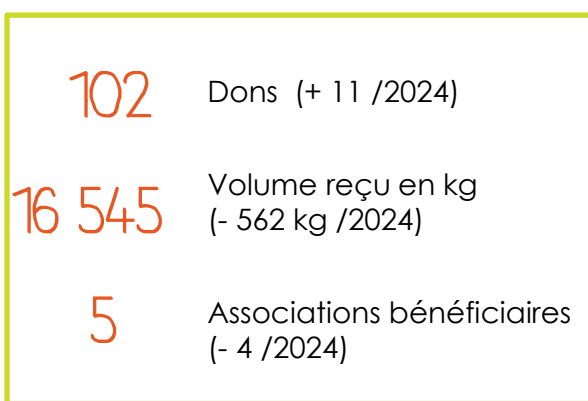 102 Dons (+ 11 /2024)
16 545 Volume reçu en kg
(- 562 kg /2024)
5 Associations bénéficiaires
(- 4 /2024)